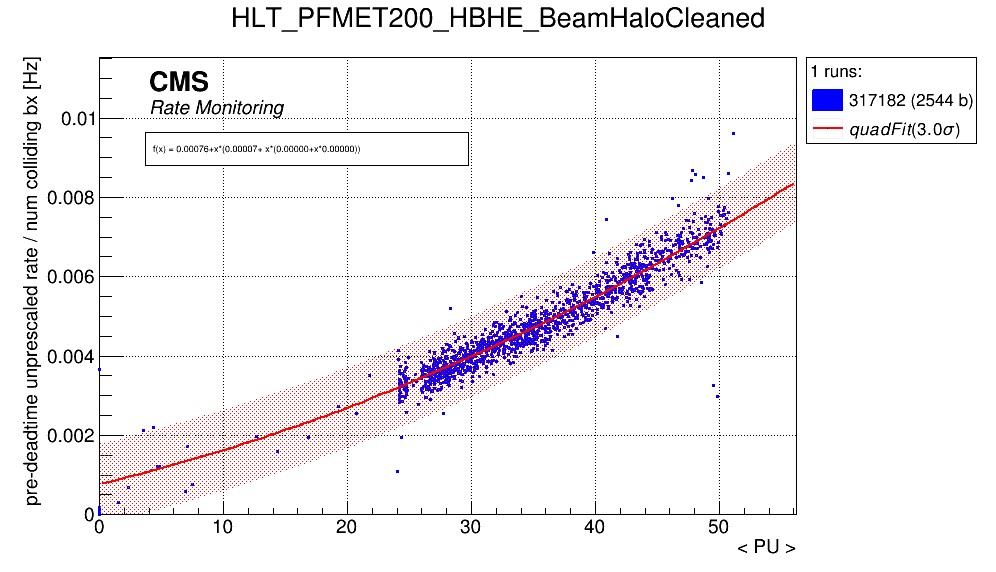 HLT_PFMET200_HBHE_BeamHaloCleaned
pre-deadtime unprescaled rate / num colliding bx [Hz]
CMS
Rate Monitoring
f(x) = 0.00076+x*(0.00007+ x*(0.00000+x*0.00000))
0.01
0.008
0.006
0.004
0.002
0
0 10 20 30 40 50
< PU >
1 runs:
317182 (2544 b)
quadFit(3.0σ)